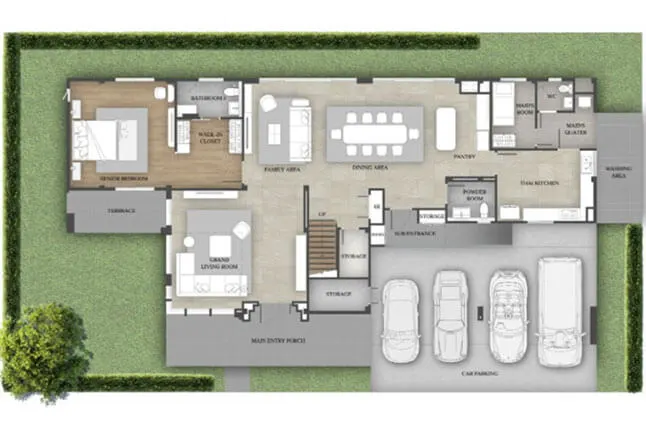 BATHROOM 1
MAID'S
ROOM
WC
WALK-IN
CLOSET
MAID'S
QUATER
SENIOR BEDROOM
FAMILY AREA
DINING AREA
PANTRY
THAI KITCHEN
WASHING
AREA
POWDER
ROOM
TERRACE
UP
STORAGE
SUB ENTRANCE
GRAND
LIVING ROOM
STORAGE
STORAGE
MAIN ENTRY PORCH
CAR PARKING